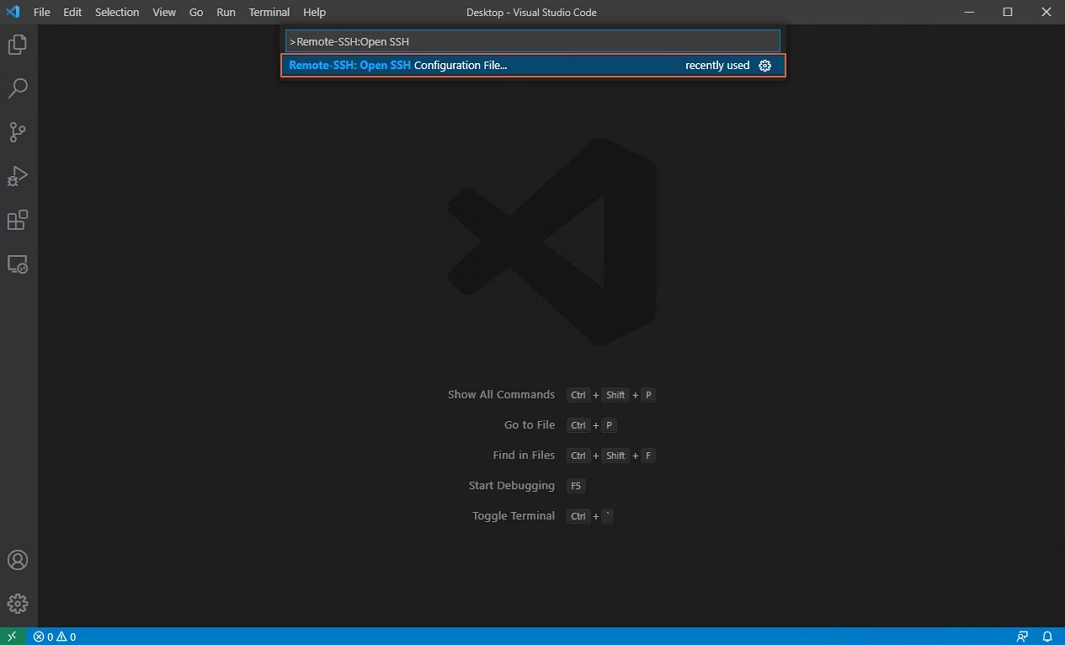 File Edit Selection View Go Run Terminal Help Desktop - Visual Studio Code
>Remote-SSH:Open SSH
Remote-SSH: Open SSH Configuration File... recently used
Show All Commands Ctrl + Shift + P
Go to File Ctrl + P
Find in Files Ctrl + Shift + F
Start Debugging F5
Toggle Terminal Ctrl + `
0 0